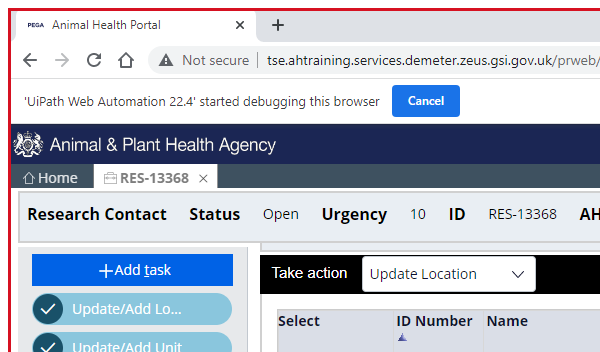 PEGA Animal Health Portal
Not secure tse.ahtraining.services.demeter.zeus.gsi.gov.uk/prweb/
'UiPath Web Automation 22.4' started debugging this browser Cancel
Animal & Plant Health Agency
Home RES-13368
Research Contact Status Open Urgency 10 ID RES-13368 AH
Add task
Take action Update Location
Update/Add Lo...
Select ID Number Name
Update/Add Unit